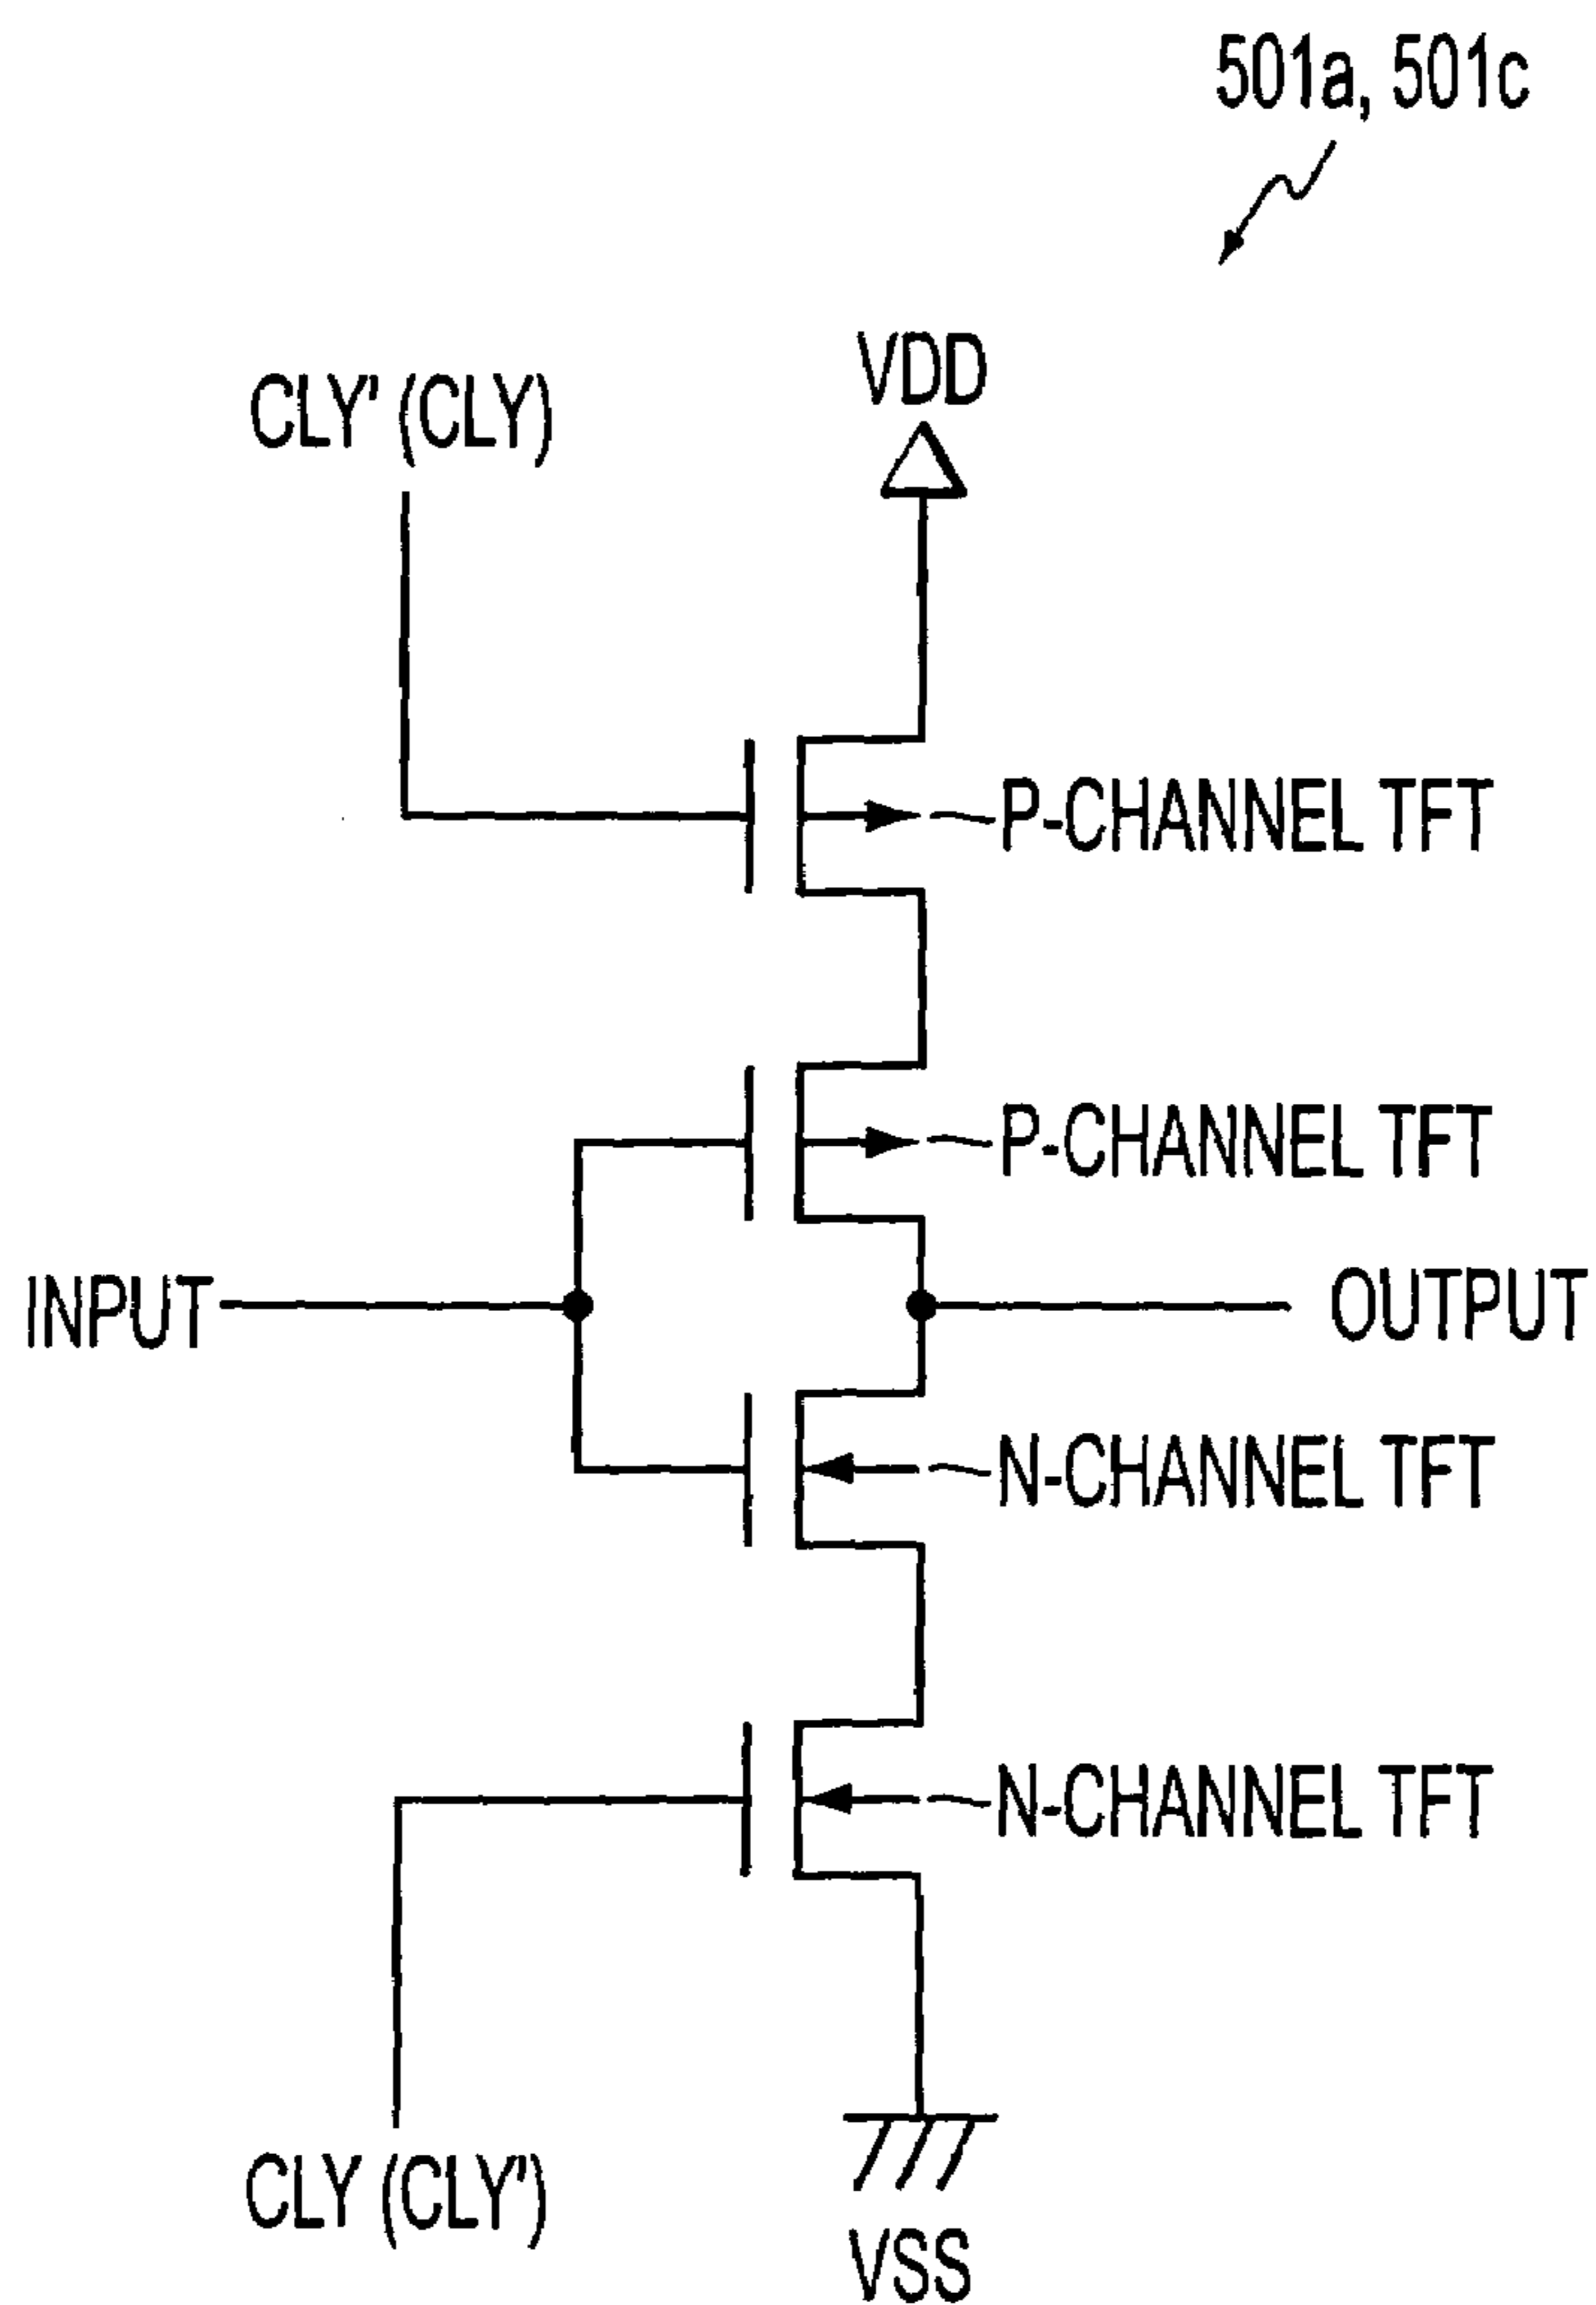 501a, 501c
VDD
CLY' (CLY)
P-CHANNEL TFT
P-CHANNEL TFT
INPUT
OUTPUT
N-CHANNEL TFT
N-CHANNEL TFT
CLY (CLY')
VSS